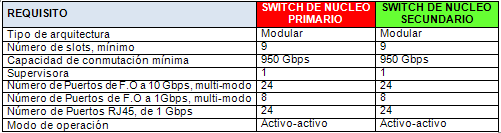 REQUISITO SWITCH DE NUCLEO PRIMARIO SWITCH DE NUCLEO SECUNDARIO
Tipo de arquitectura Modular Modular
Número de slots, mínimo 9 9
Capacidad de conmutación mínima 950 Gbps 950 Gbps
Supervisora 1 1
Número de Puertos de F.O a 10 Gbps, multi-modo 24 24
Número de Puertos de F.O a 1Gbps, multi-modo 8 8
Número de Puertos RJ45, de 1 Gbps 24 24
Modo de operación Activo-activo Activo-activo